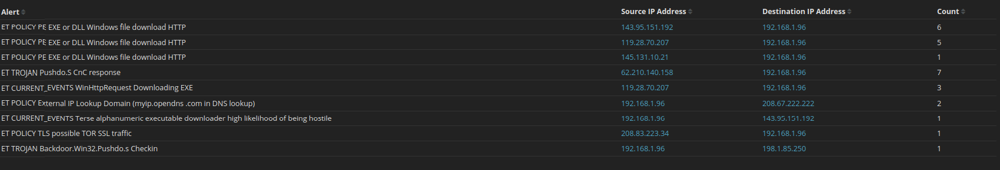 Alert Source IP Address Destination IP Address Count
ET POLICY PE EXE or DLL Windows file download HTTP 143.95.151.192 192.168.1.96 6
ET POLICY PE EXE or DLL Windows file download HTTP 119.28.70.207 192.168.1.96 5
ET POLICY PE EXE or DLL Windows file download HTTP 145.131.10.21 192.168.1.96 1
ET TROJAN Pushdo.S CnC response 62.210.140.158 192.168.1.96 7
ET CURRENT_EVENTS WinHttpRequest Downloading EXE 119.28.70.207 192.168.1.96 3
ET POLICY External IP Lookup Domain (myip.opendns .com in DNS lookup) 192.168.1.96 208.67.222.222 2
ET CURRENT_EVENTS Terse alphanumeric executable downloader high likelihood of being hostile 192.168.1.96 143.95.151.192 1
ET POLICY TLS possible TOR SSL traffic 208.83.223.34 192.168.1.96 1
ET TROJAN Backdoor.Win32.Pushdo.s Checkin 192.168.1.96 198.1.85.250 1